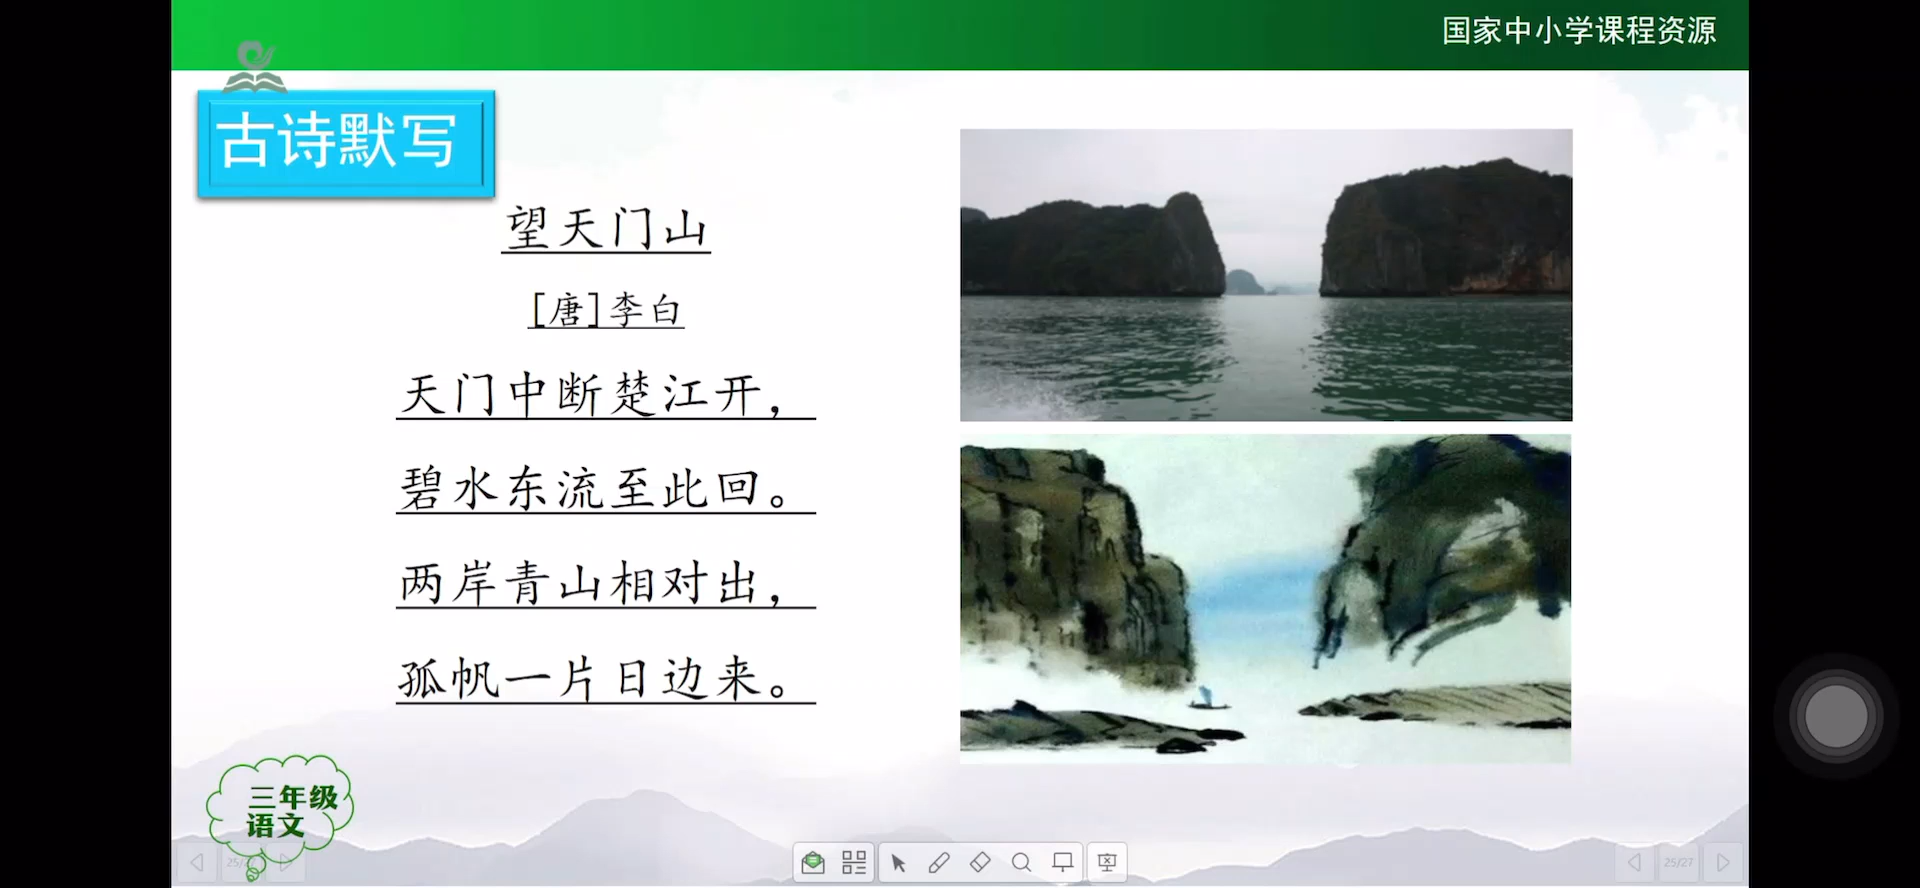 国家中小学课程资源
古诗默写
望天门山
[唐]李白
天门中断楚江开，
碧水东流至此回。
两岸青山相对出，
孤帆一片日边来。
三年级
语文
25/27